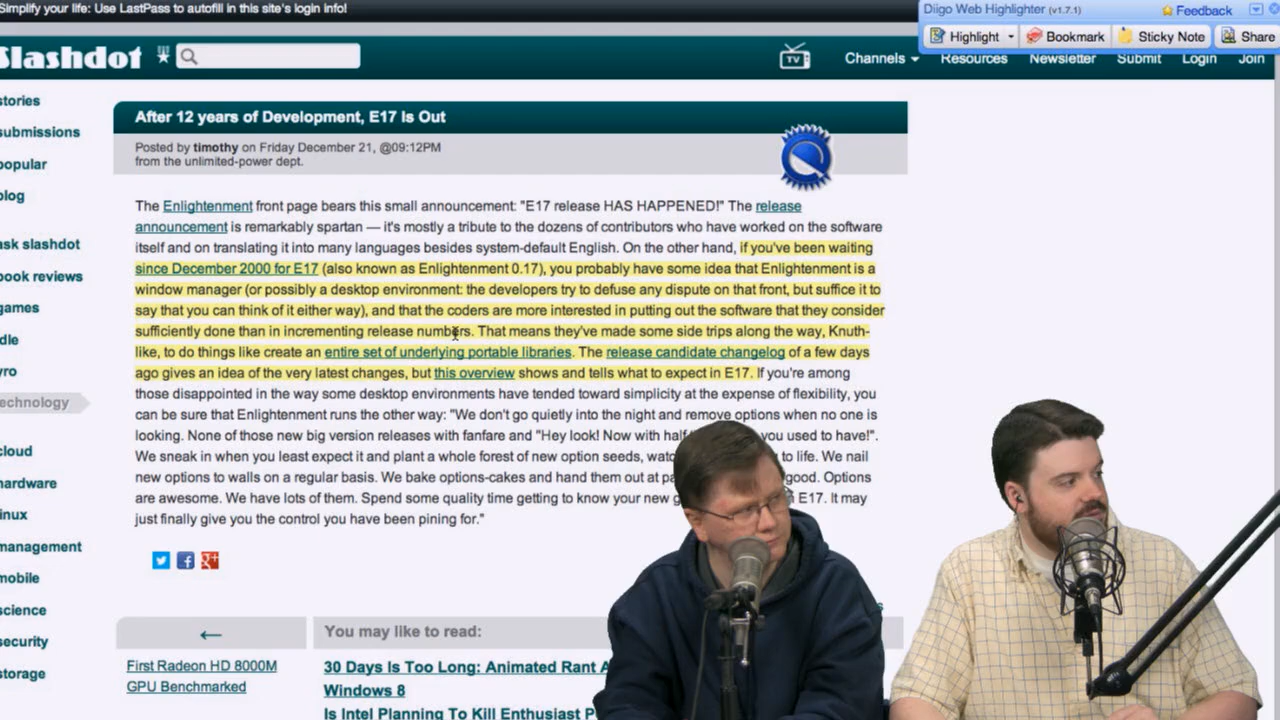 Simplify your life: Use LastPass to autofill in this site's login info!
Diigo Web Highlighter (v1.7.1)
Feedback
Highlight
Bookmark
Sticky Note
Share
Slashdot
TV
Channels
Resources
Newsletter
Submit
Login
Join
stories
submissions
popular
blog
ask slashdot
book reviews
games
idle
yro
technology
cloud
hardware
linux
management
mobile
science
security
storage
After 12 years of Development, E17 Is Out
Posted by timothy on Friday December 21, @09:12PM
from the unlimited-power dept.
The Enlightenment front page bears this small announcement: "E17 release HAS HAPPENED!" The release
announcement is remarkably spartan — it's mostly a tribute to the dozens of contributors who have worked on the software
itself and on translating it into many languages besides system-default English. On the other hand, if you've been waiting
since December 2000 for E17 (also known as Enlightenment 0.17), you probably have some idea that Enlightenment is a
window manager (or possibly a desktop environment: the developers try to defuse any dispute on that front, but suffice it to
say that you can think of it either way), and that the coders are more interested in putting out the software that they consider
sufficiently done than in incrementing release numbers. That means they've made some side trips along the way, Knuth-
like, to do things like create an entire set of underlying portable libraries. The release candidate changelog of a few days
ago gives an idea of the very latest changes, but this overview shows and tells what to expect in E17. If you're among
those disappointed in the way some desktop environments have tended toward simplicity at the expense of flexibility, you
can be sure that Enlightenment runs the other way: "We don't go quietly into the night and remove options when no one is
looking. None of those new big version releases with fanfare and "Hey look! Now with half you used to have!".
We sneak in when you least expect it and plant a whole forest of new option seeds, to life. We nail
new options to walls on a regular basis. We bake options-cakes and hand them out at good. Options
are awesome. We have lots of them. Spend some quality time getting to know your new E17. It may
just finally give you the control you have been pining for."
You may like to read:
←
First Radeon HD 8000M
GPU Benchmarked
30 Days Is Too Long: Animated Rant
Windows 8
Is Intel Planning To Kill Enthusiast